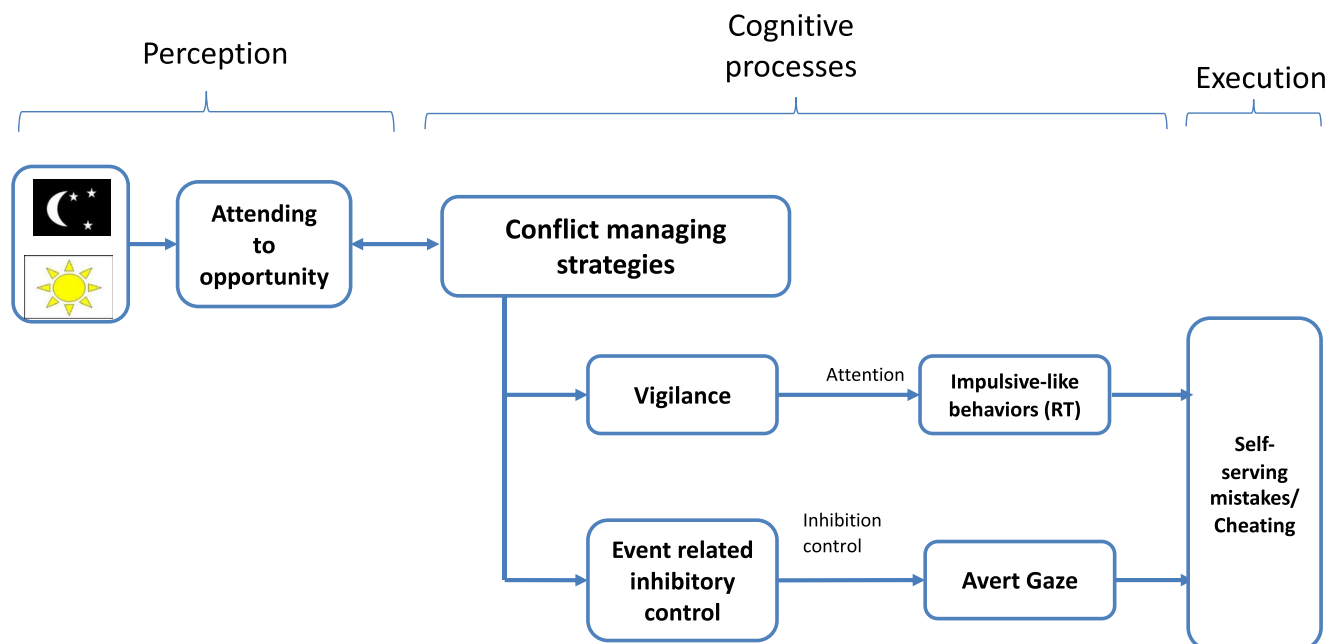 Perception
Cognitive
processes
Execution
Attending
to
opportunity
Conflict managing
strategies
Vigilance
Attention
Impulsive-like
behaviors (RT)
Self-
serving
mistakes/
Cheating
Event related
inhibitory
control
Inhibition
control
Avert Gaze